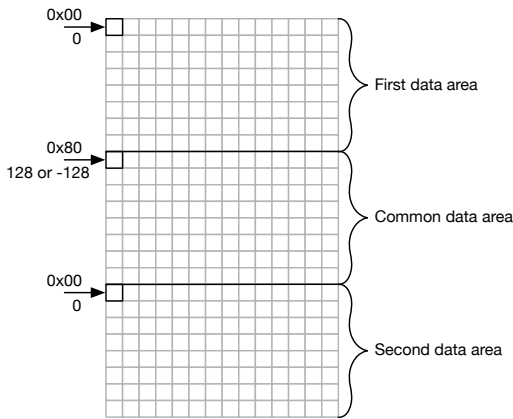 0x00
0
First data area
0x80
128 or -128
Common data area
0x00
0
Second data area